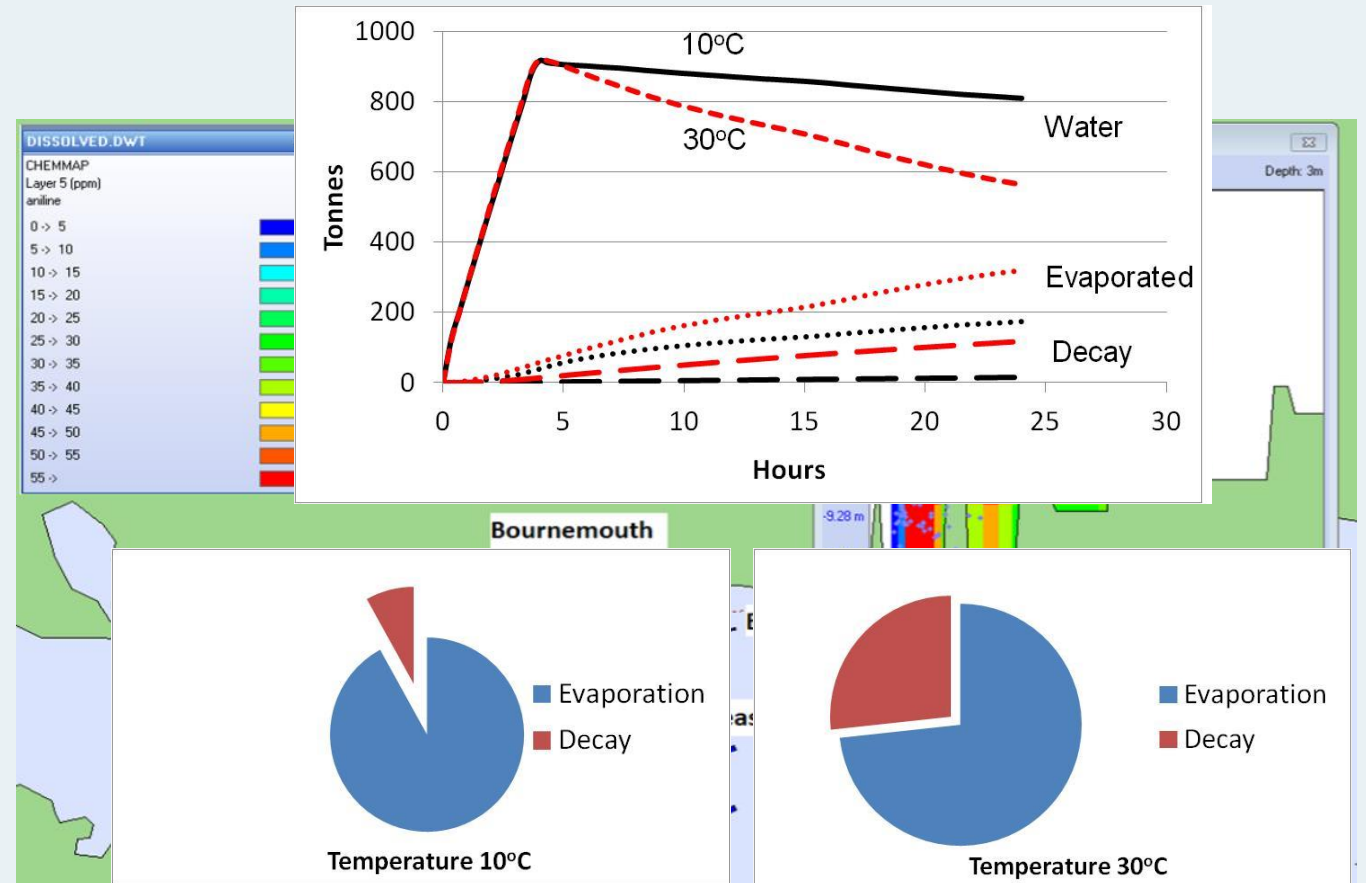 1000
800
600
400
200
0
Tonnes
10°C
30°C
Water
Evaporated
Decay
0 5 10 15 20 25 30
Hours
DISSOLVED.DWT
CHEMMAP
Layer 5 (ppm)
aniline
0 -> 5
5 -> 10
10 -> 15
15 -> 20
20 -> 25
25 -> 30
30 -> 35
35 -> 40
40 -> 45
45 -> 50
50 -> 55
55 ->
Depth: 3m
-9.28 m
Bournemouth
Evaporation
Decay
Temperature 10°C
Evaporation
Decay
Temperature 30°C